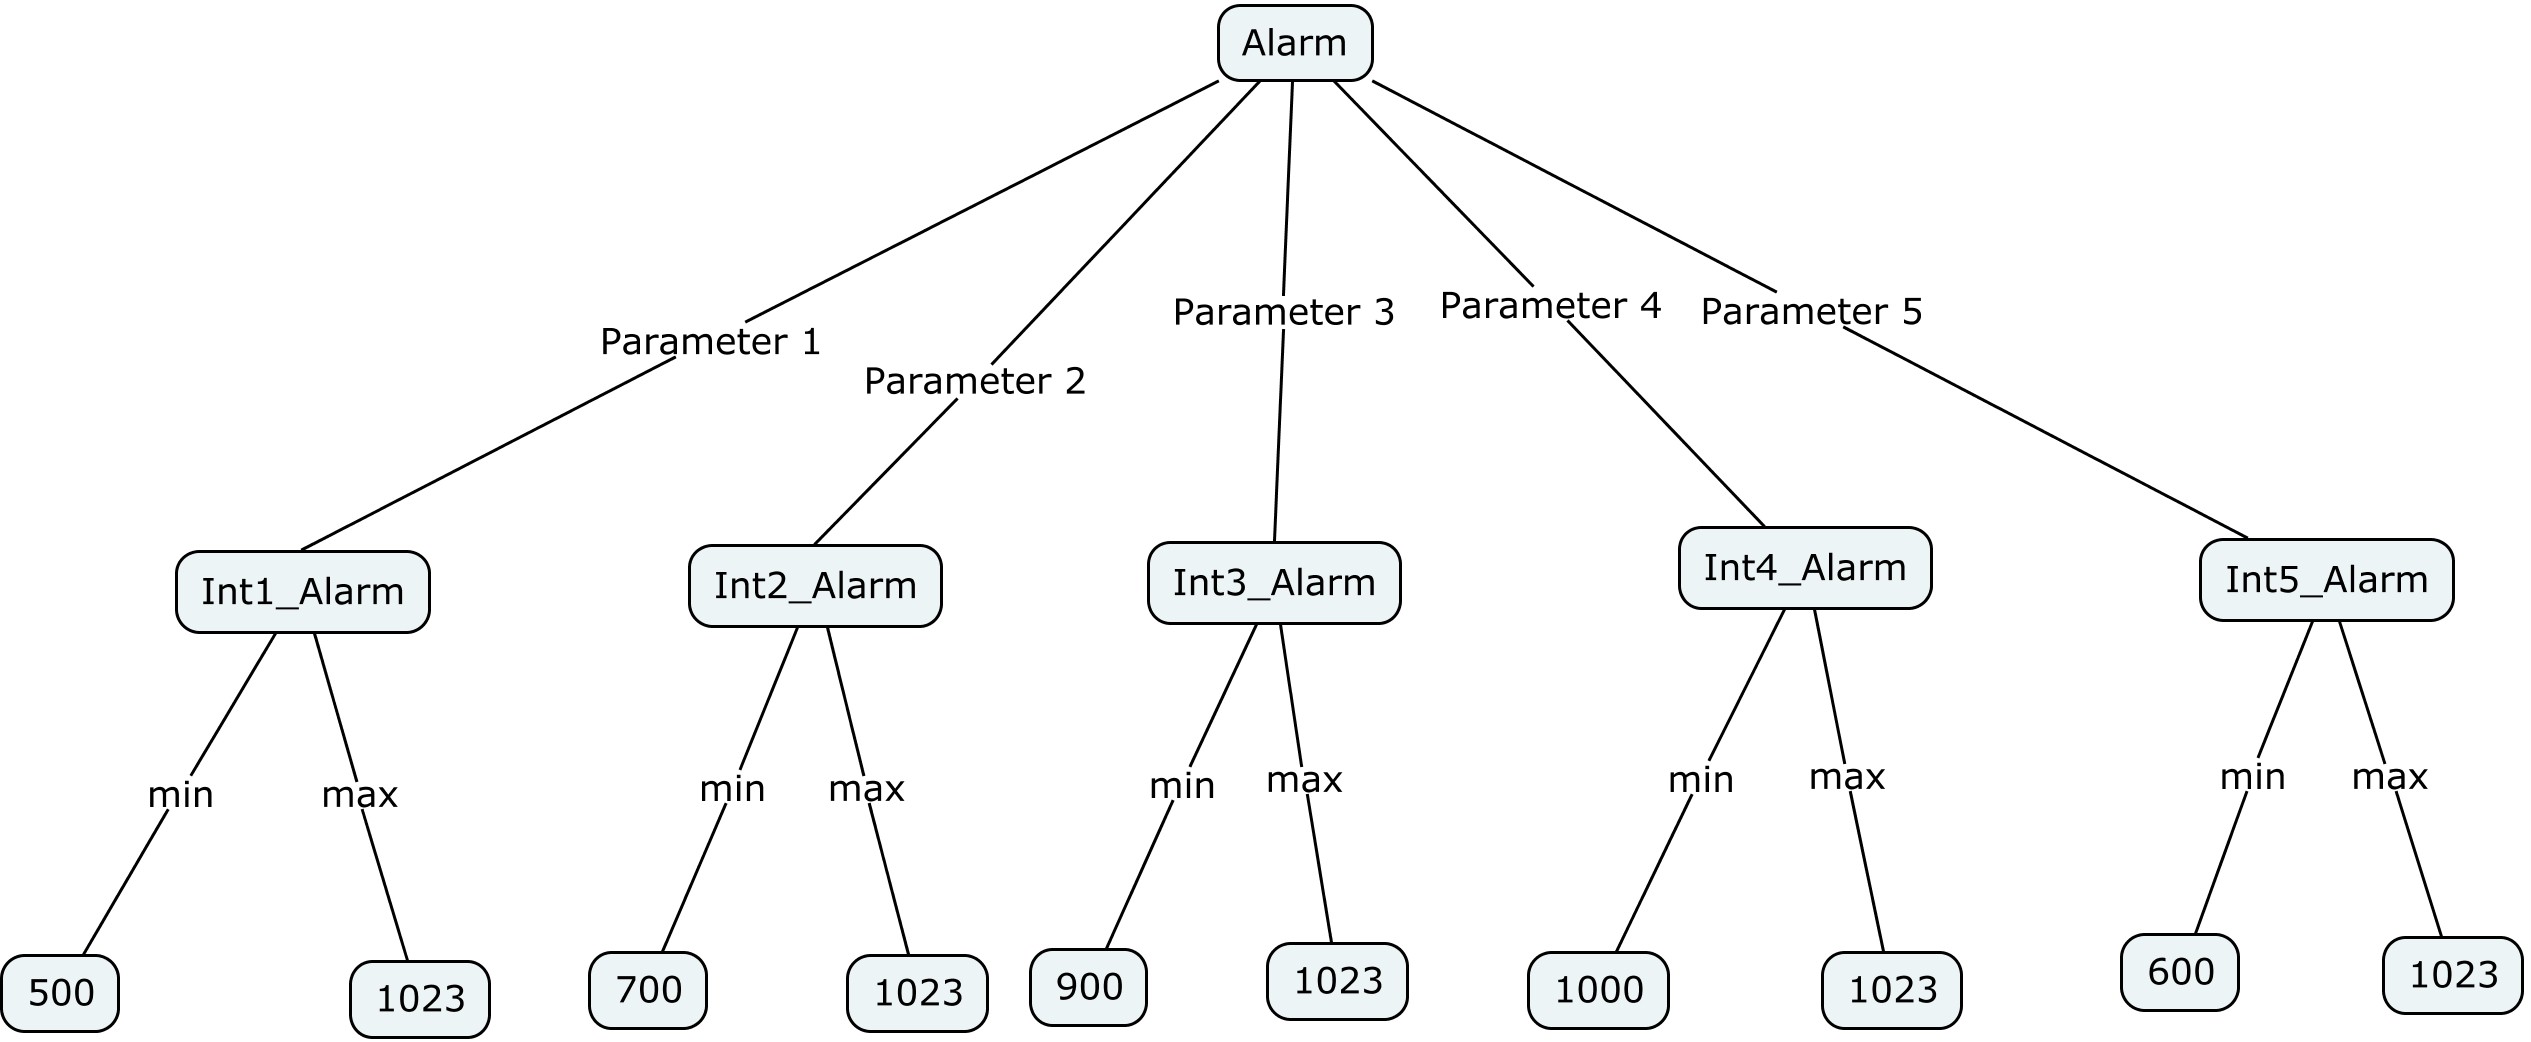 Alarm
Parameter 1
Parameter 2
Parameter 3
Parameter 4
Parameter 5
Int1_Alarm
Int2_Alarm
Int3_Alarm
Int4_Alarm
Int5_Alarm
min
max
min
max
min
max
min
max
min
max
500
1023
700
1023
900
1023
1000
1023
600
1023